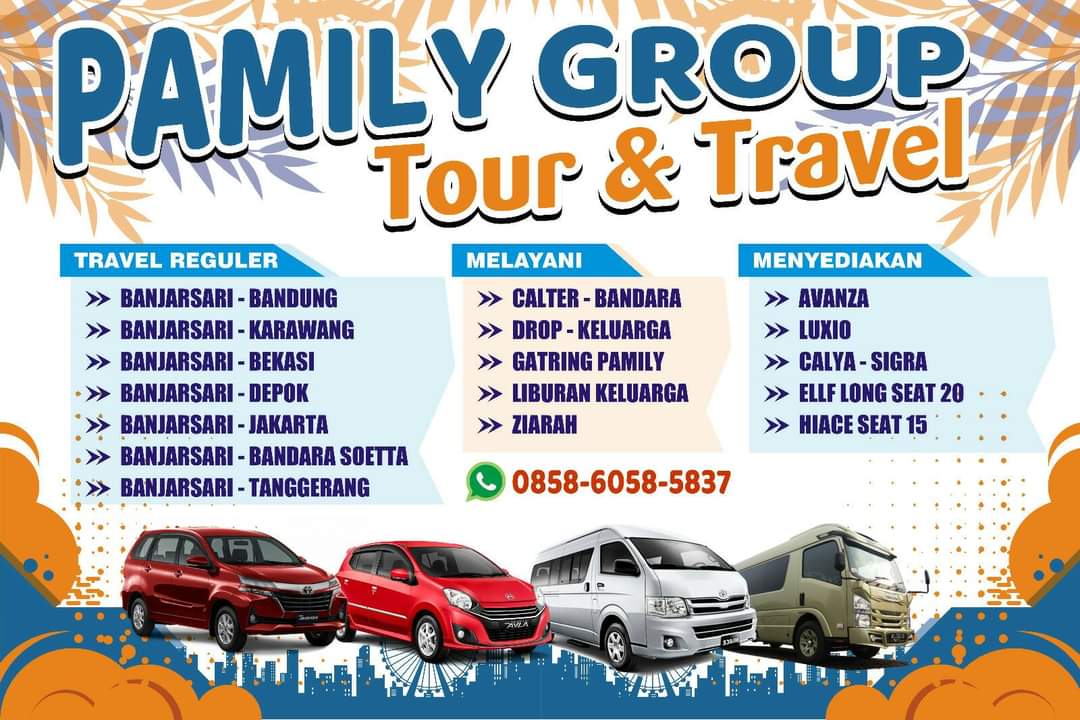 PAMILY GROUP
Tour & Travel
TRAVEL REGULER
BANJARSARI - BANDUNG
BANJARSARI - KARAWANG
BANJARSARI - BEKASI
BANJARSARI - DEPOK
BANJARSARI - JAKARTA
BANJARSARI - BANDARA SOETTA
BANJARSARI - TANGGERANG
MELAYANI
CALTER - BANDARA
DROP - KELUARGA
GATRING PAMILY
LIBURAN KELUARGA
ZIARAH
0858-6058-5837
MENYEDIAKAN
AVANZA
LUXIO
CALYA - SIGRA
ELLF LONG SEAT 20
HIACE SEAT 15